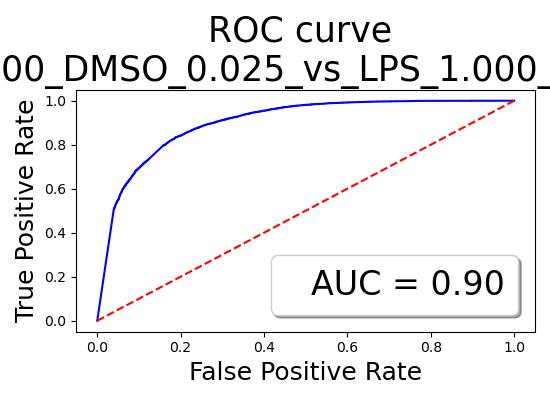 ROC curve
00_DMSO_0.025_vs_LPS_1.000_
True Positive Rate
1.0
0.8
0.6
0.4
0.2
0.0
AUC = 0.90
0.0 0.2 0.4 0.6 0.8 1.0
False Positive Rate